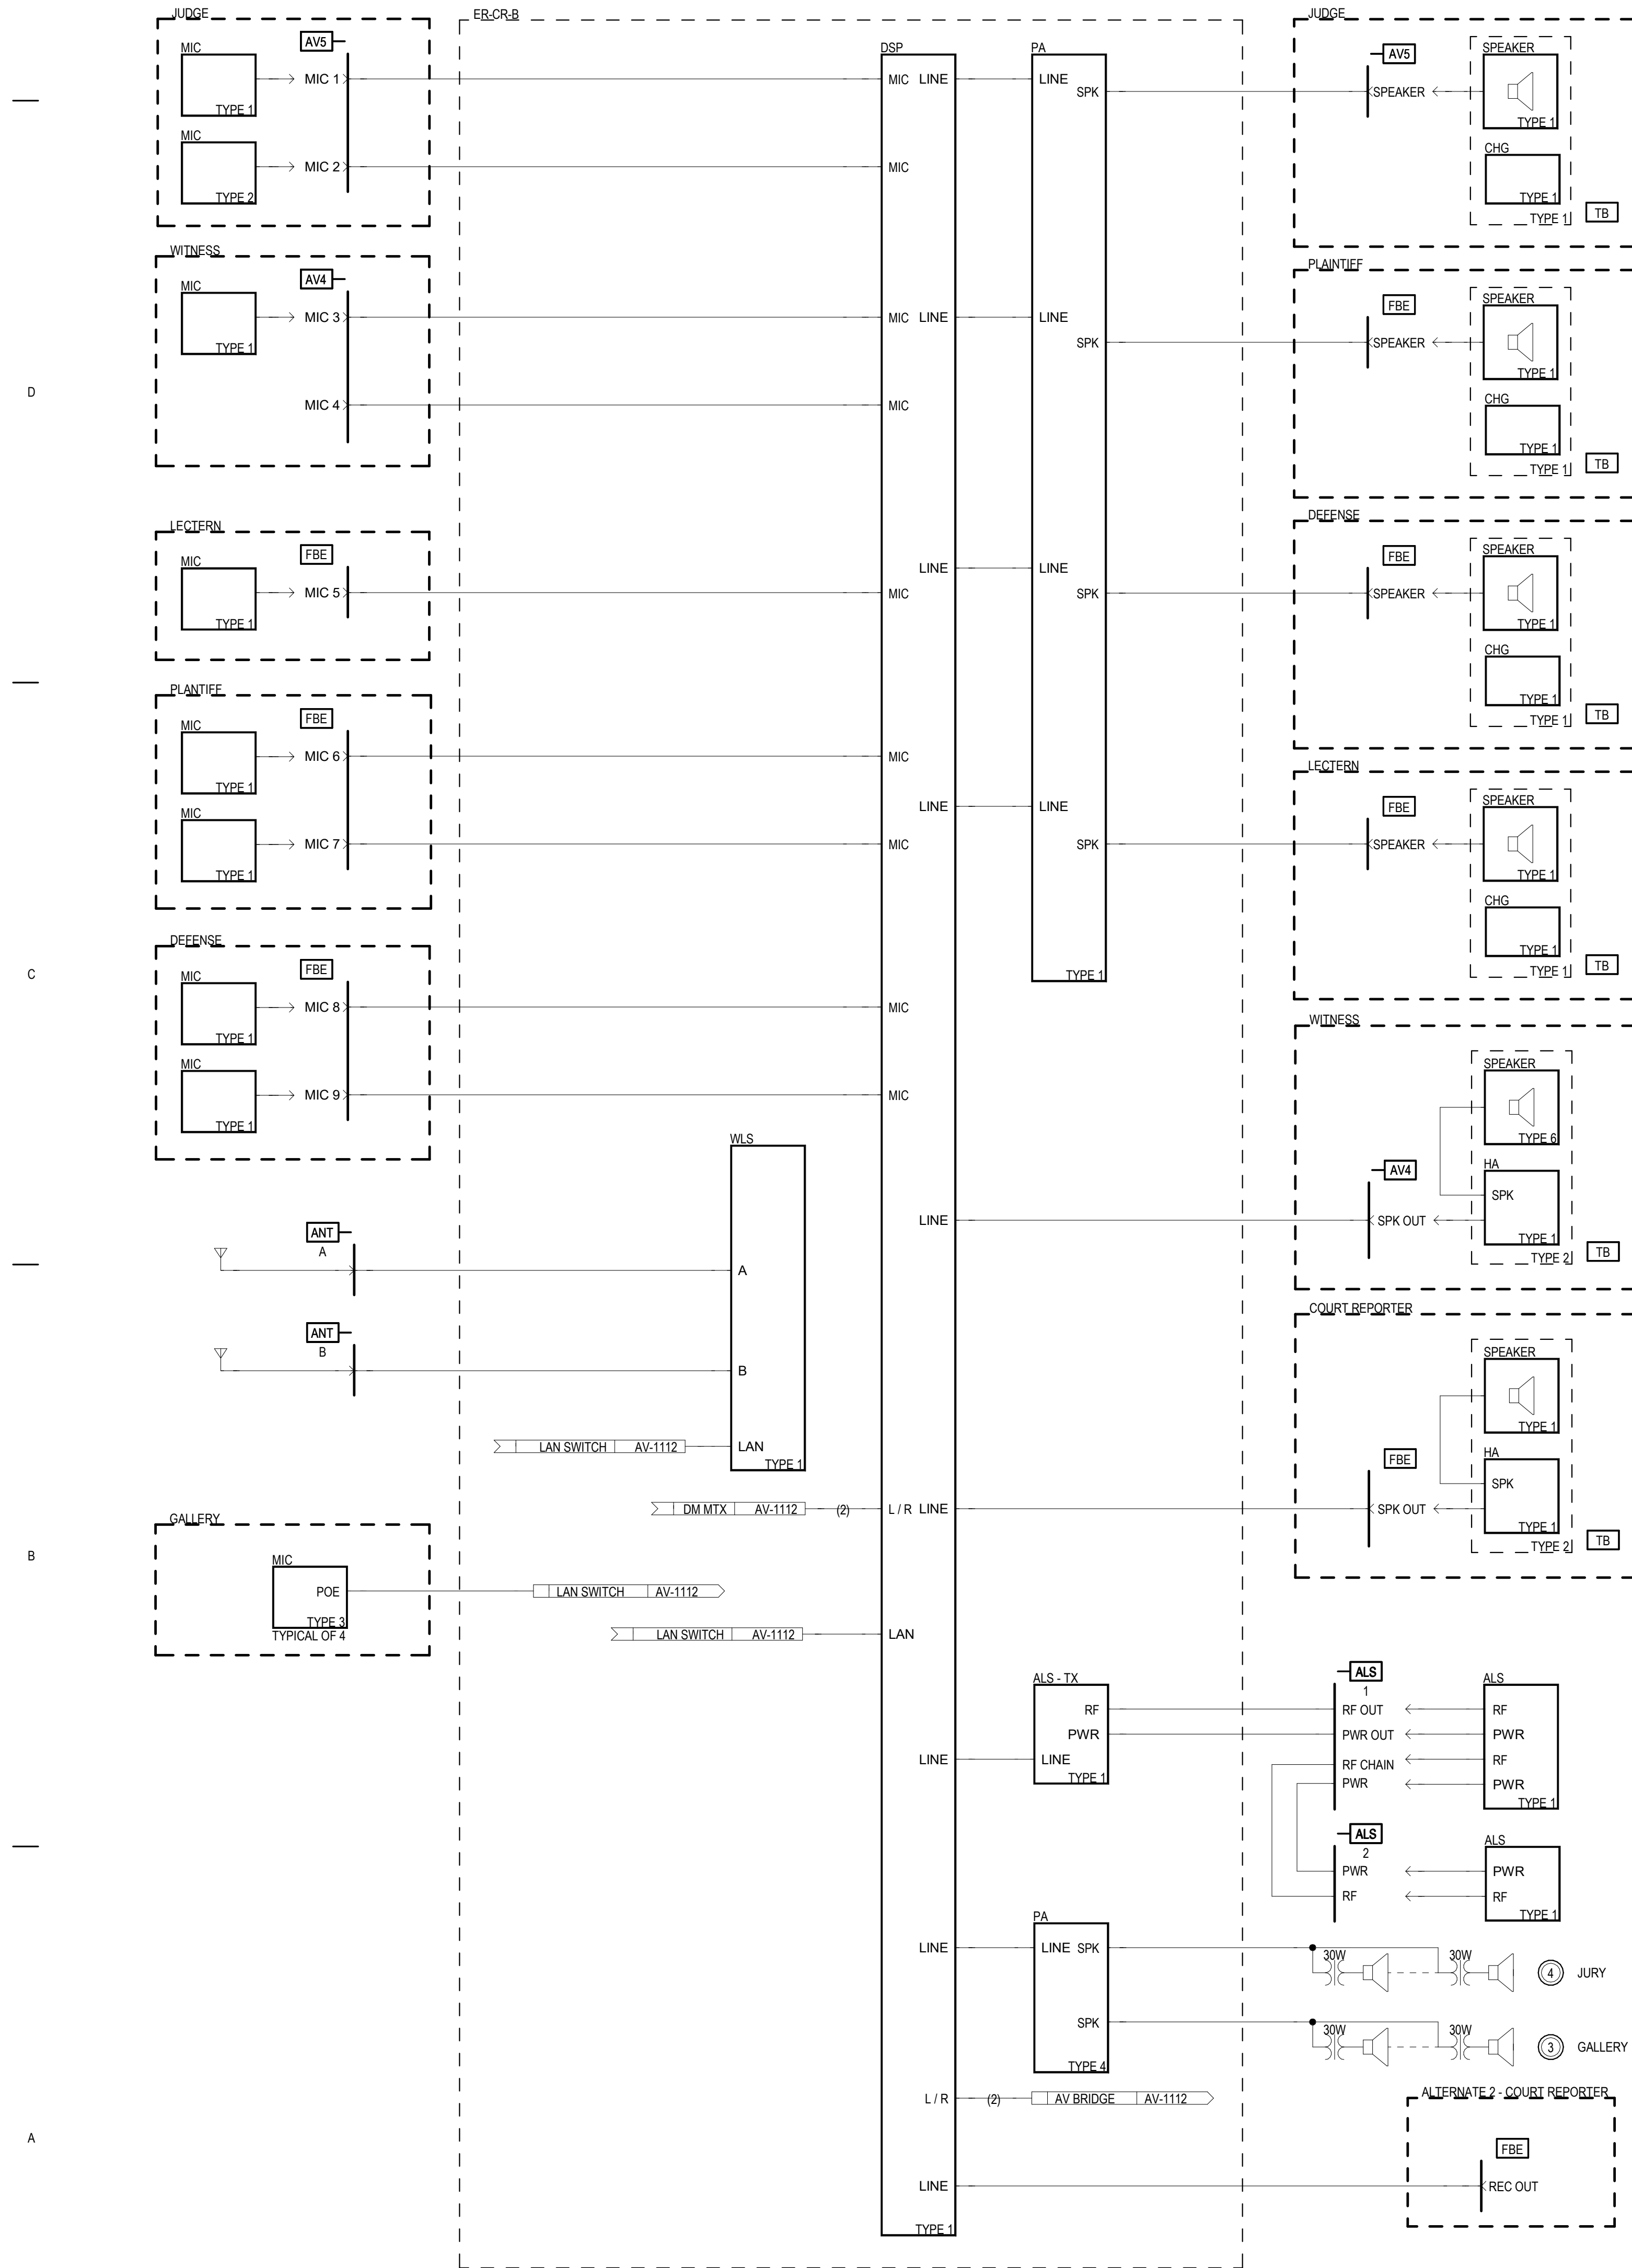 JUDGE
MIC
AV5
MIC 1
TYPE 1
MIC
MIC 2
TYPE 2
WITNESS
MIC
AV4
MIC 3
TYPE 1
MIC 4
D
LECTERN
MIC
FBE
MIC 5
TYPE 1
PLANTIFF
MIC
FBE
MIC 6
TYPE 1
MIC
MIC 7
TYPE 1
C
DEFENSE
MIC
FBE
MIC 8
TYPE 1
MIC
MIC 9
TYPE 1
ANT
A
ANT
B
B
GALLERY
MIC
POE
TYPE 3
TYPICAL OF 4
A
ER-CR-B
WLS
A
B
LAN
TYPE 1
LAN SWITCH AV-1112
DM MTX AV-1112 (2)
LAN SWITCH AV-1112
LAN SWITCH AV-1112
DSP
MIC LINE
MIC
MIC LINE
MIC
LINE
MIC
MIC
LINE
MIC
MIC
MIC
LINE
L / R LINE
LAN
LINE
LINE
L / R
LINE
TYPE 1
PA
LINE
SPK
LINE
SPK
LINE
SPK
LINE
SPK
TYPE 1
ALS - TX
RF
PWR
LINE
TYPE 1
PA
LINE SPK
SPK
TYPE 4
(2) AV BRIDGE AV-1112
JUDGE
AV5
SPEAKER
SPEAKER
TYPE 1
CHG
TYPE 1
TYPE 1
TB
PLAINTIFF
FBE
SPEAKER
SPEAKER
TYPE 1
CHG
TYPE 1
TYPE 1
TB
DEFENSE
FBE
SPEAKER
SPEAKER
TYPE 1
CHG
TYPE 1
TYPE 1
TB
LECTERN
FBE
SPEAKER
SPEAKER
TYPE 1
CHG
TYPE 1
TYPE 1
TB
WITNESS
SPEAKER
TYPE 6
AV4
HA
SPK
SPK OUT
TYPE 1
TYPE 2
TB
COURT REPORTER
SPEAKER
TYPE 1
FBE
HA
SPK
SPK OUT
TYPE 1
TYPE 2
TB
ALS
1
RF OUT
PWR OUT
RF CHAIN
PWR
ALS
RF
PWR
RF
PWR
TYPE 1
ALS
2
PWR
RF
ALS
PWR
RF
TYPE 1
30W 30W
4 JURY
30W 30W
3 GALLERY
ALTERNATE 2 - COURT REPORTER
FBE
REC OUT